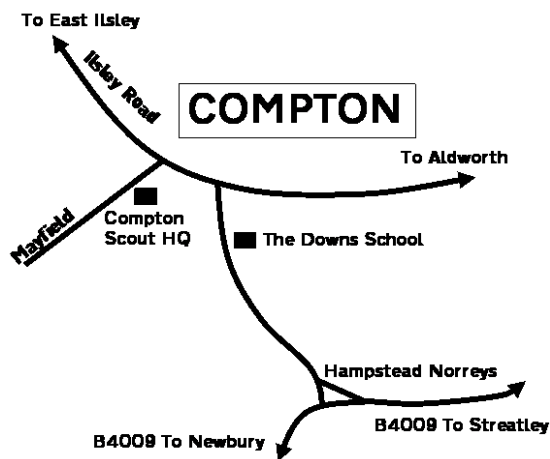 To East Ilsley
Ilsley Road
COMPTON
To Aldworth
Mayfield
Compton
Scout HQ
The Downs School
Hampstead Norreys
B4009 To Streatley
B4009 To Newbury